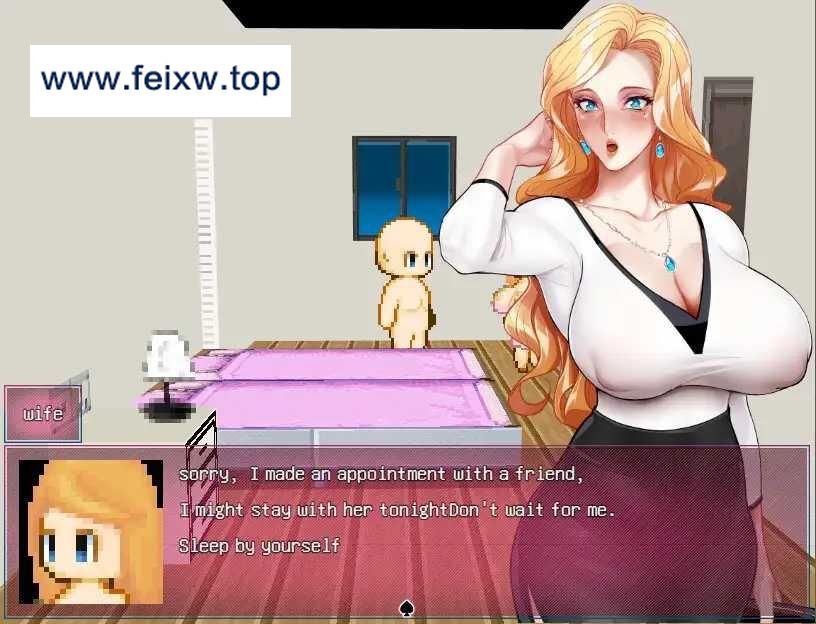 www.feixw.top
wife
sorry, I made an appointment with a friend,
I might stay with her tonightDon't wait for me.
Sleep by yourself